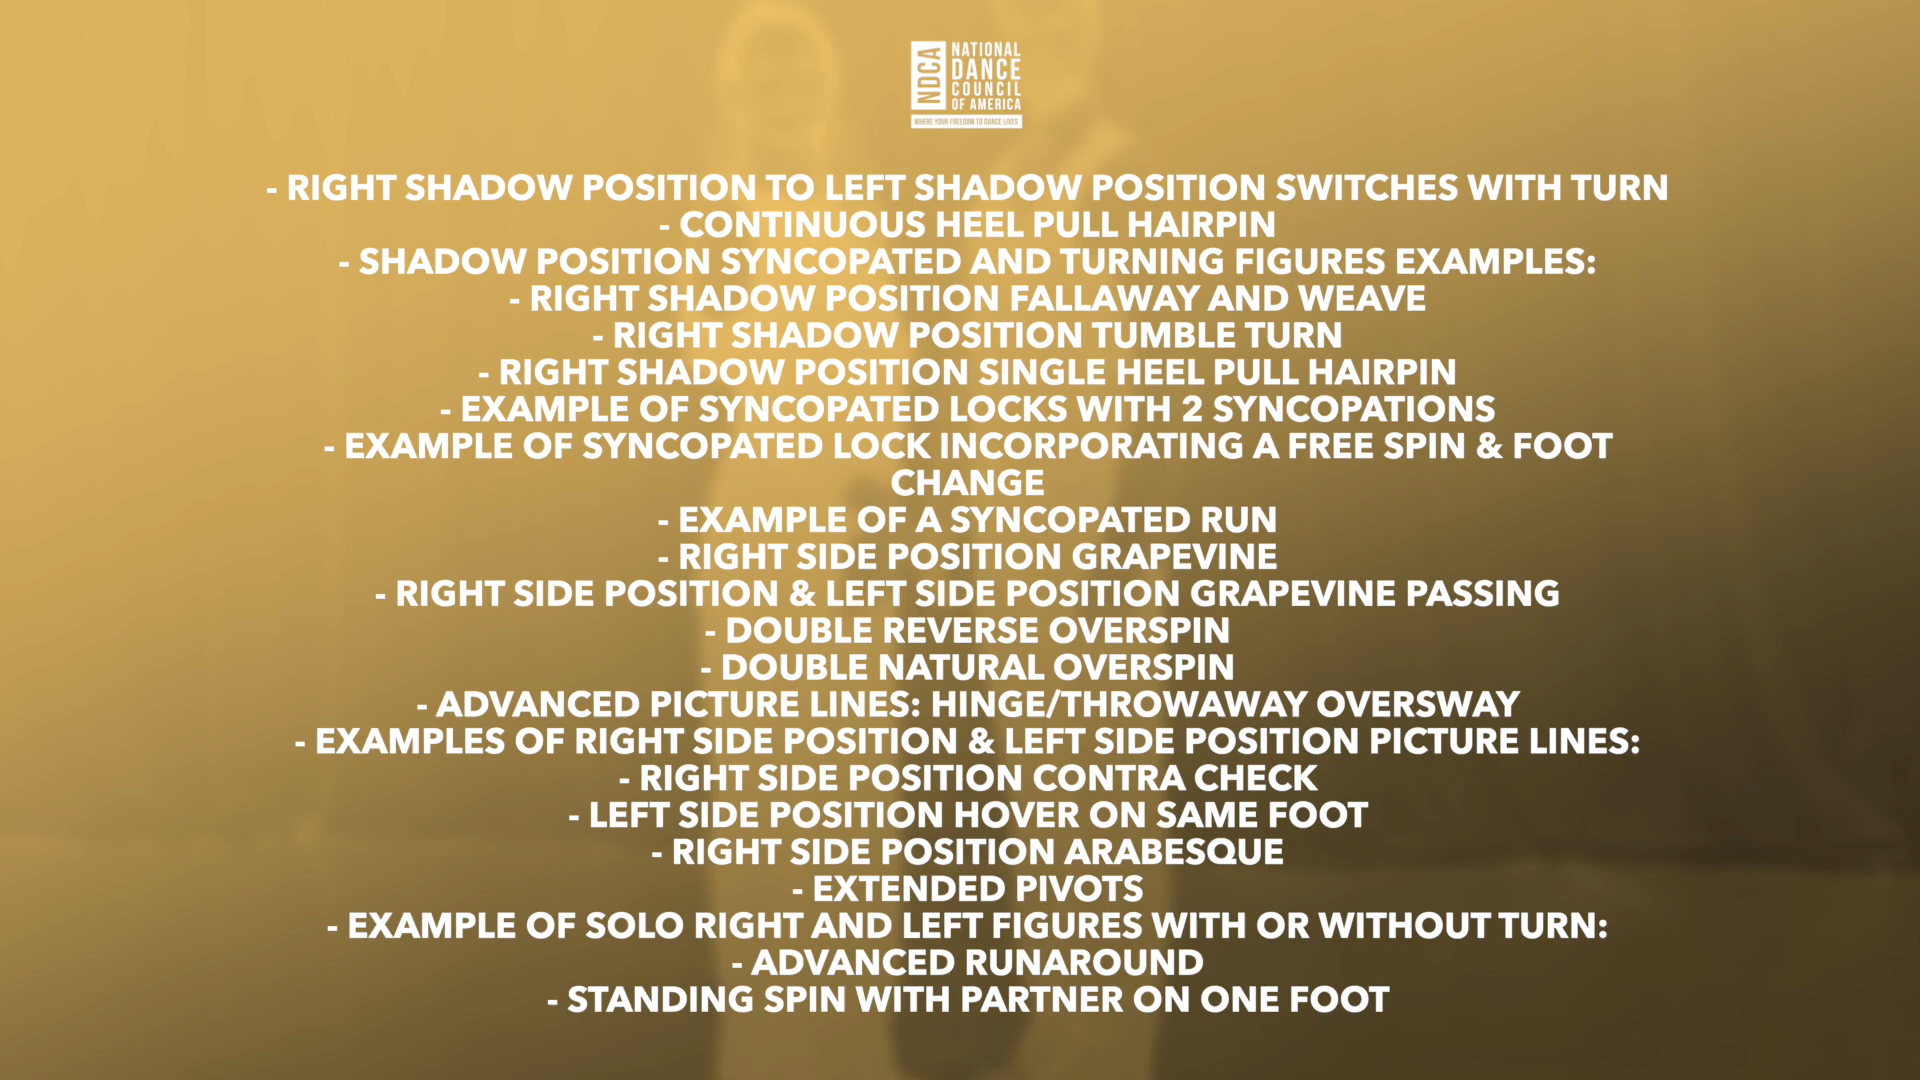 NDCA
NATIONAL
DANCE
COUNCIL
OF AMERICA
WHERE YOUR FREEDOM TO DANCE LIVES
- RIGHT SHADOW POSITION TO LEFT SHADOW POSITION SWITCHES WITH TURN
- CONTINUOUS HEEL PULL HAIRPIN
- SHADOW POSITION SYNCOPATED AND TURNING FIGURES EXAMPLES:
- RIGHT SHADOW POSITION FALLAWAY AND WEAVE
- RIGHT SHADOW POSITION TUMBLE TURN
- RIGHT SHADOW POSITION SINGLE HEEL PULL HAIRPIN
- EXAMPLE OF SYNCOPATED LOCKS WITH 2 SYNCOPATIONS
- EXAMPLE OF SYNCOPATED LOCK INCORPORATING A FREE SPIN & FOOT
CHANGE
- EXAMPLE OF A SYNCOPATED RUN
- RIGHT SIDE POSITION GRAPEVINE
- RIGHT SIDE POSITION & LEFT SIDE POSITION GRAPEVINE PASSING
- DOUBLE REVERSE OVERSPIN
- DOUBLE NATURAL OVERSPIN
- ADVANCED PICTURE LINES: HINGE/THROWAWAY OVERSWAY
- EXAMPLES OF RIGHT SIDE POSITION & LEFT SIDE POSITION PICTURE LINES:
- RIGHT SIDE POSITION CONTRA CHECK
- LEFT SIDE POSITION HOVER ON SAME FOOT
- RIGHT SIDE POSITION ARABESQUE
- EXTENDED PIVOTS
- EXAMPLE OF SOLO RIGHT AND LEFT FIGURES WITH OR WITHOUT TURN:
- ADVANCED RUNAROUND
- STANDING SPIN WITH PARTNER ON ONE FOOT